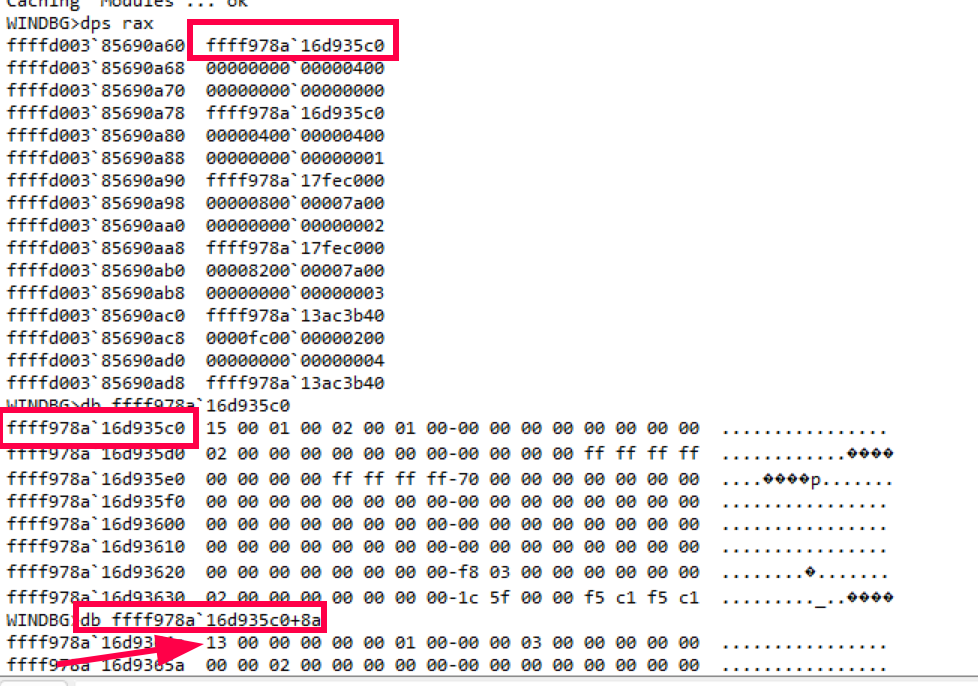 Caching 'Modules ... ok
WINDBG>dps rax
ffffd003`85690a60 ffff978a`16d935c0
ffffd003`85690a68 00000000`00000400
ffffd003`85690a70 00000000`00000000
ffffd003`85690a78 ffff978a`16d935c0
ffffd003`85690a80 00000400`00000400
ffffd003`85690a88 00000000`00000001
ffffd003`85690a90 ffff978a`17fec000
ffffd003`85690a98 00000800`00007a00
ffffd003`85690aa0 00000000`00000002
ffffd003`85690aa8 ffff978a`17fec000
ffffd003`85690ab0 00008200`00007a00
ffffd003`85690ab8 00000000`00000003
ffffd003`85690ac0 ffff978a`13ac3b40
ffffd003`85690ac8 0000fc00`00000200
ffffd003`85690ad0 00000000`00000004
ffffd003`85690ad8 ffff978a`13ac3b40
WINDBG>db ffff978a`16d935c0
ffff978a`16d935c0 15 00 01 00 02 00 01 00-00 00 00 00 00 00 00 00 ................
ffff978a`16d935d0 02 00 00 00 00 00 00 00-00 00 00 00 ff ff ff ff ............����
ffff978a`16d935e0 00 00 00 00 ff ff ff ff-70 00 00 00 00 00 00 00 ....����p.......
ffff978a`16d935f0 00 00 00 00 00 00 00 00-00 00 00 00 00 00 00 00 ................
ffff978a`16d93600 00 00 00 00 00 00 00 00-00 00 00 00 00 00 00 00 ................
ffff978a`16d93610 00 00 00 00 00 00 00 00-00 00 00 00 00 00 00 00 ................
ffff978a`16d93620 00 00 00 00 00 00 00 00-f8 03 00 00 00 00 00 00 ........�.......
ffff978a`16d93630 02 00 00 00 00 00 00 00-1c 5f 00 00 f5 c1 f5 c1 ........._..����
WINDBG>db ffff978a`16d935c0+8a
13 00 00 00 00 00 01 00-00 00 03 00 00 00 00 00 ................
00 00 02 00 00 00 00 00-00 00 00 00 00 00 00 00 ................